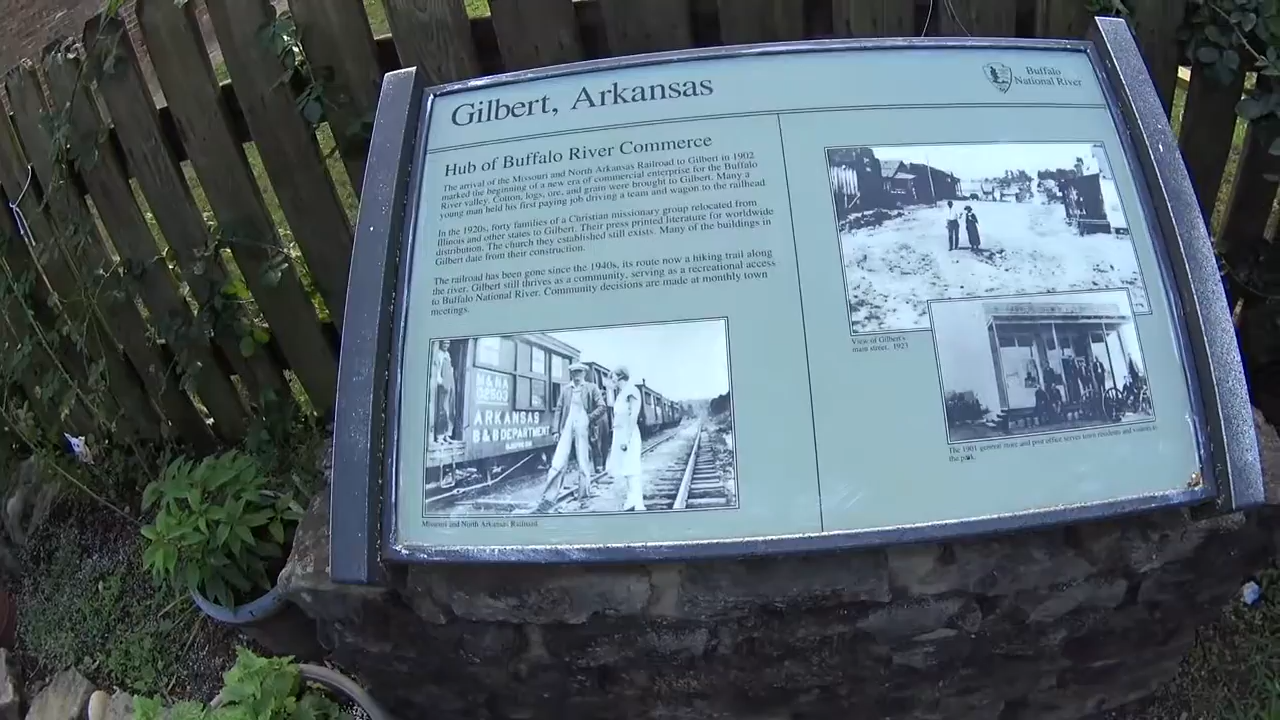 Gilbert, Arkansas
Buffalo
National River
Hub of Buffalo River Commerce
The arrival of the Missouri and North Arkansas Railroad to Gilbert in 1902
marked the beginning of a new era of commercial enterprise for the Buffalo
River valley. Cotton, logs, ore, and grain were brought to Gilbert. Many a
young man held his first paying job driving a team and wagon to the railhead
In the 1920s, forty families of a Christian missionary group relocated from
Illinois and other states to Gilbert. Their press printed literature for worldwide
distribution. The church they established still exists. Many of the buildings in
Gilbert date from their construction.
The railroad has been gone since the 1940s, its route now a hiking trail along
the river. Gilbert still thrives as a community, serving as a recreational access
to Buffalo National River. Community decisions are made at monthly town
meetings.
M & N A
ARKANSAS
B & B DEPARTMENT
Missouri and North Arkansas Railroad.
View of Gilbert's
main street, 1923
The 1901 general store and post office serves town residents and visitors to
the park.